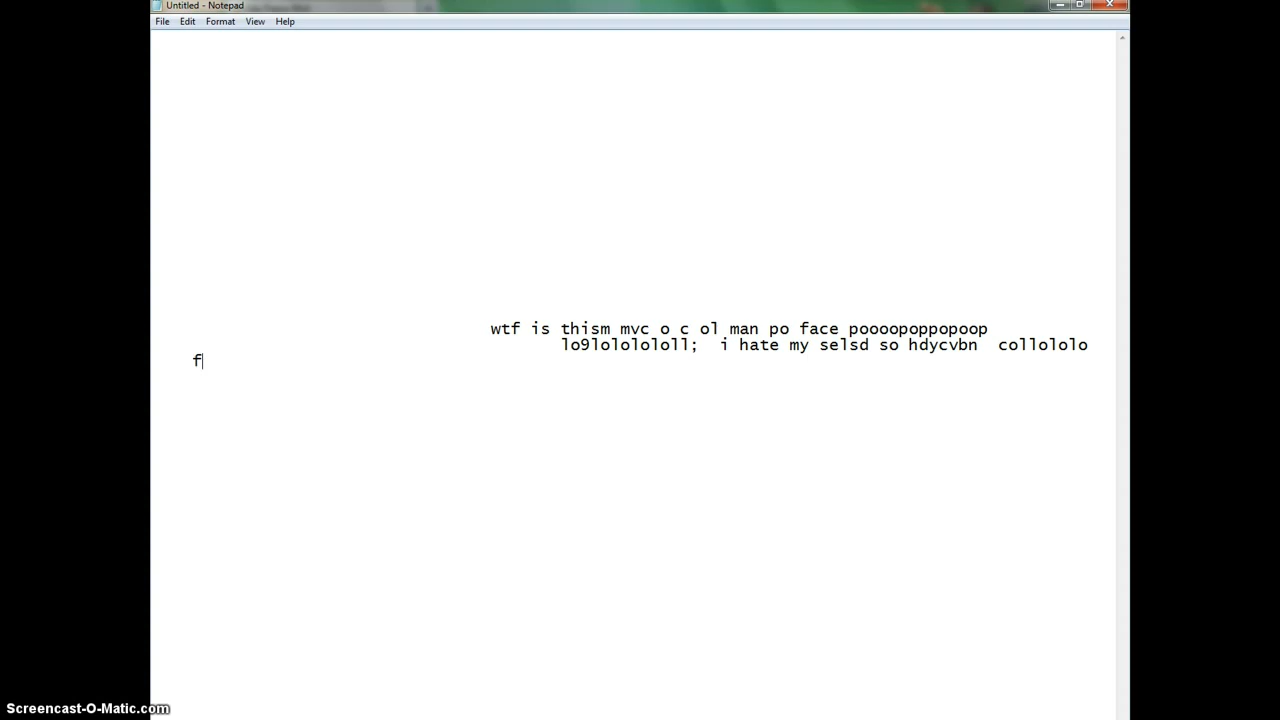 Untitled - Notepad
File Edit Format View Help
wtf is thism mvc o c ol man po face poooopoppopoop
lo9lololololl;  i hate my selsd so hdycvbn  collololo
f
Screencast-O-Matic.com